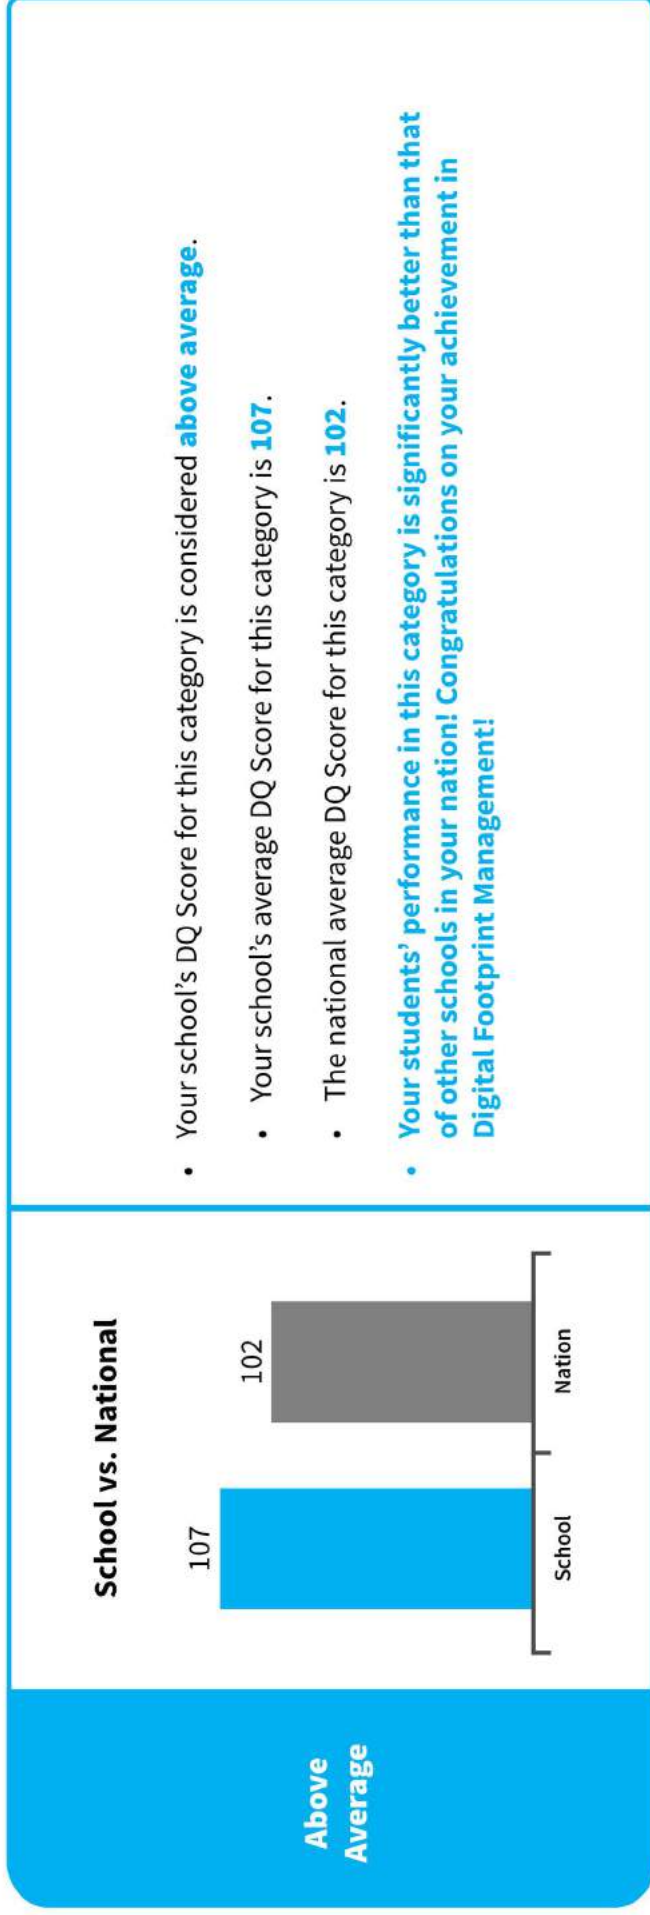 Above
Average
School vs. National
107
102
School
Nation
• Your school’s DQ Score for this category is considered above average.
• Your school’s average DQ Score for this category is 107.
• The national average DQ Score for this category is 102.
• Your students’ performance in this category is significantly better than that
of other schools in your nation! Congratulations on your achievement in
Digital Footprint Management!